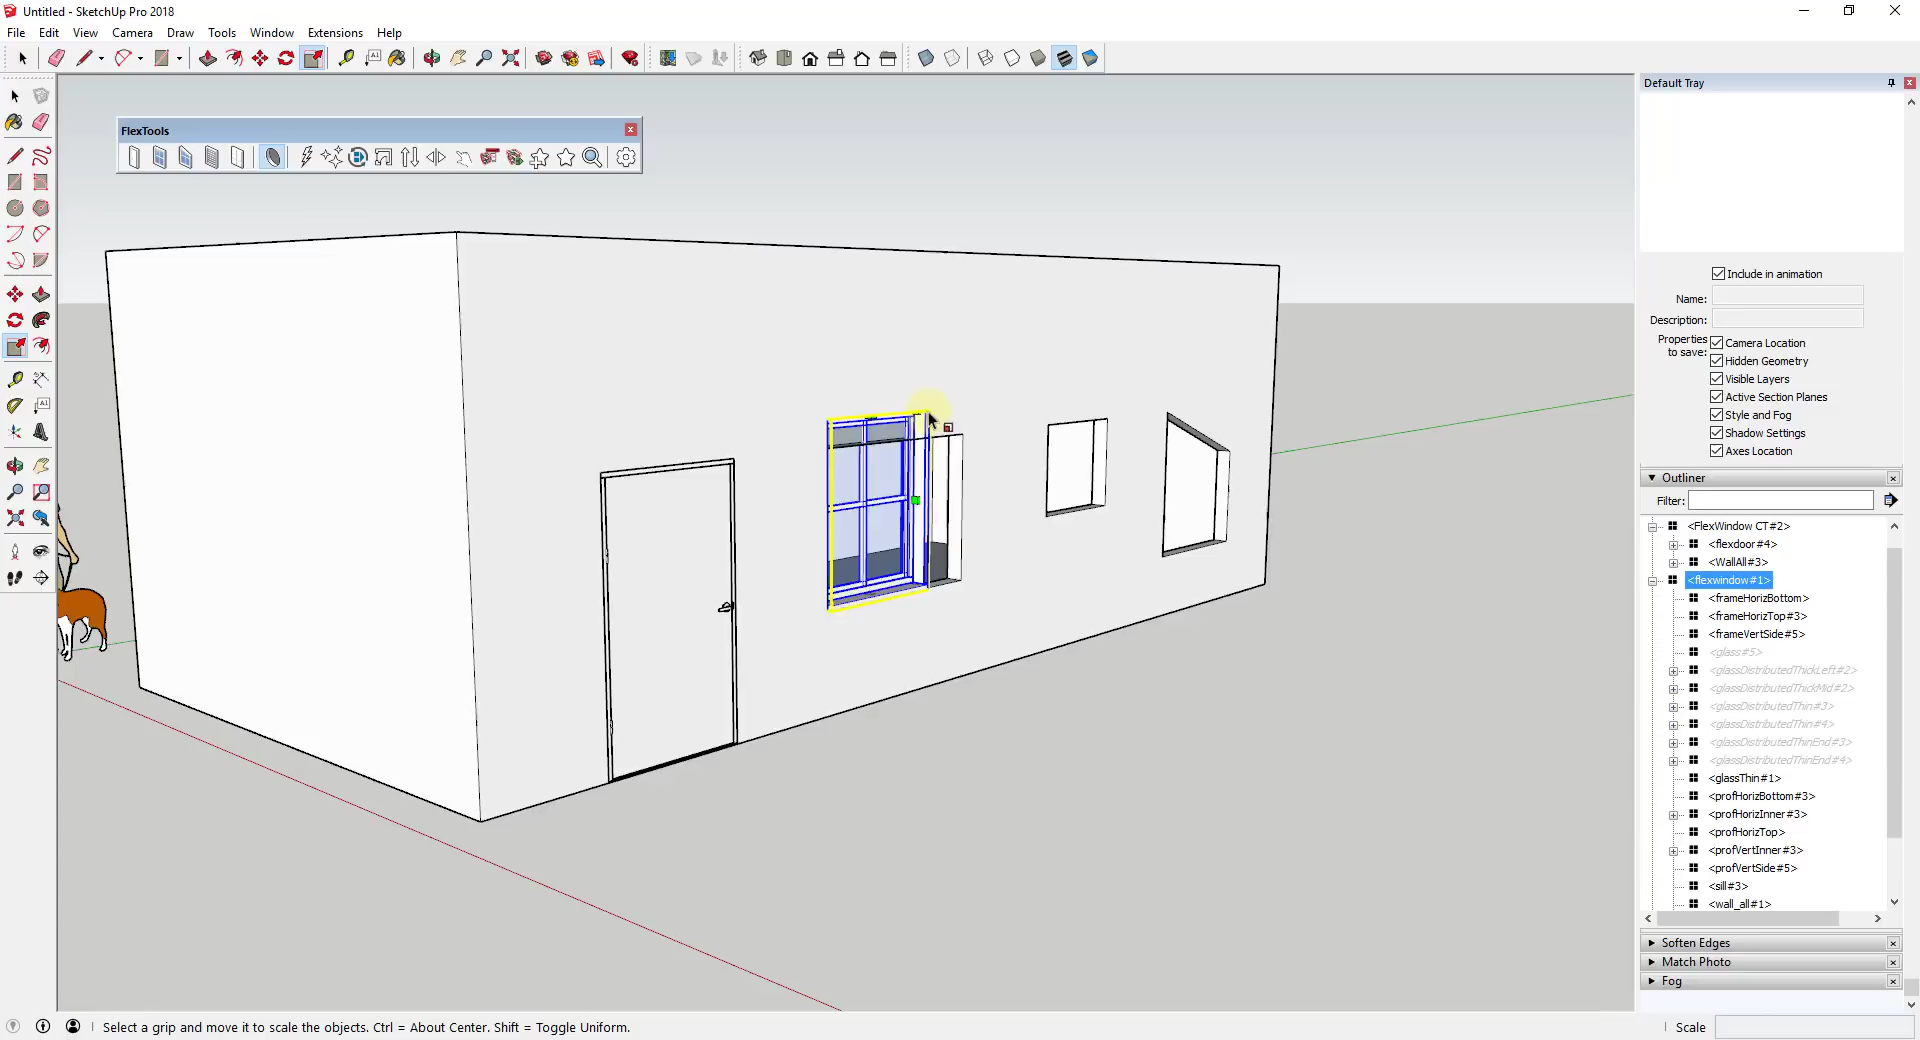 Untitled - SketchUp Pro 2018
File Edit View Camera Draw Tools Window Extensions Help
Default Tray
FlexTools
Include in animation
Name:
Description:
Properties to save:
Camera Location
Hidden Geometry
Visible Layers
Active Section Planes
Style and Fog
Shadow Settings
Axes Location
Outliner
Filter:
<FlexWindow CT#2>
<flexdoor#4>
<WallAll#3>
<flexwindow#1>
<frameHorizBottom>
<frameHorizTop#3>
<frameVertSide#5>
<glass#5>
<glassDistributedThickLeft#2>
<glassDistributedThickMid#2>
<glassDistributedThin#3>
<glassDistributedThin#4>
<glassDistributedThinEnd#3>
<glassDistributedThinEnd#4>
<glassThin#1>
<profHorizBottom#3>
<profHorizInner#3>
<profHorizTop>
<profVertInner#3>
<profVertSide#5>
<sill#3>
<wall_all#1>
Soften Edges
Match Photo
Fog
Select a grip and move it to scale the objects. Ctrl = About Center. Shift = Toggle Uniform.
Scale